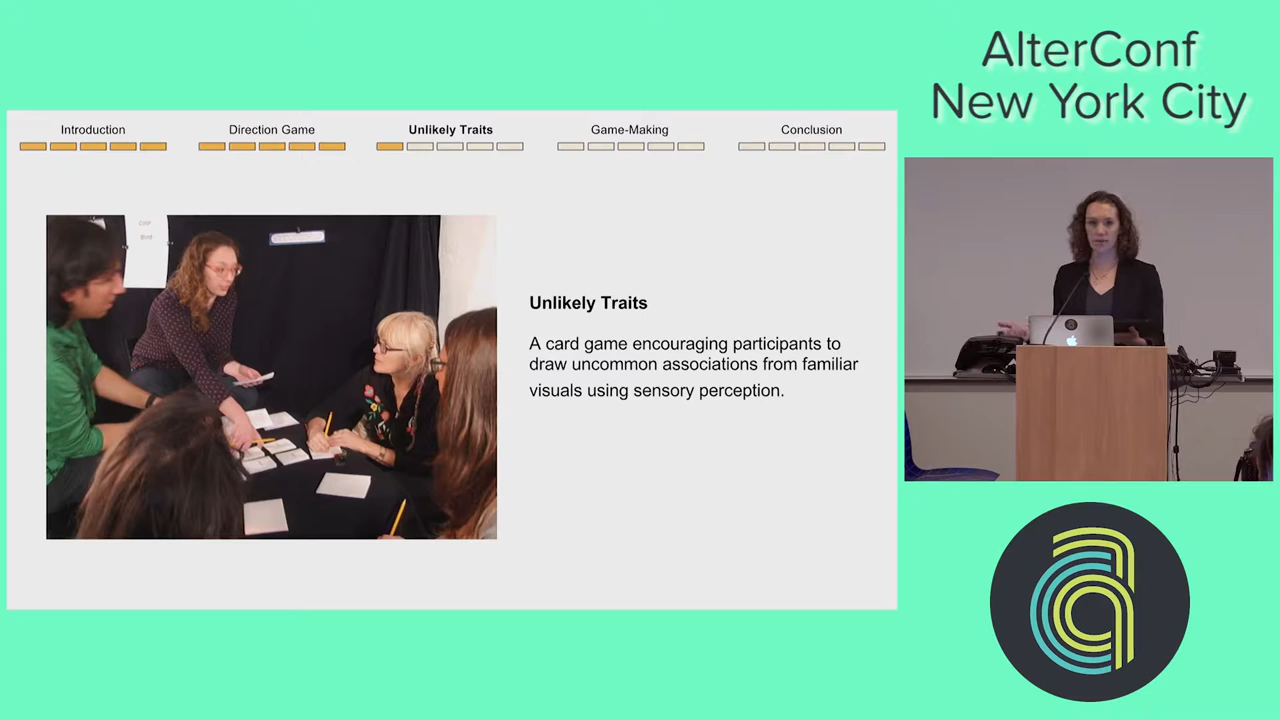 AlterConf
New York City
Introduction
Direction Game
Unlikely Traits
Game-Making
Conclusion
Unlikely Traits
A card game encouraging participants to
draw uncommon associations from familiar
visuals using sensory perception.